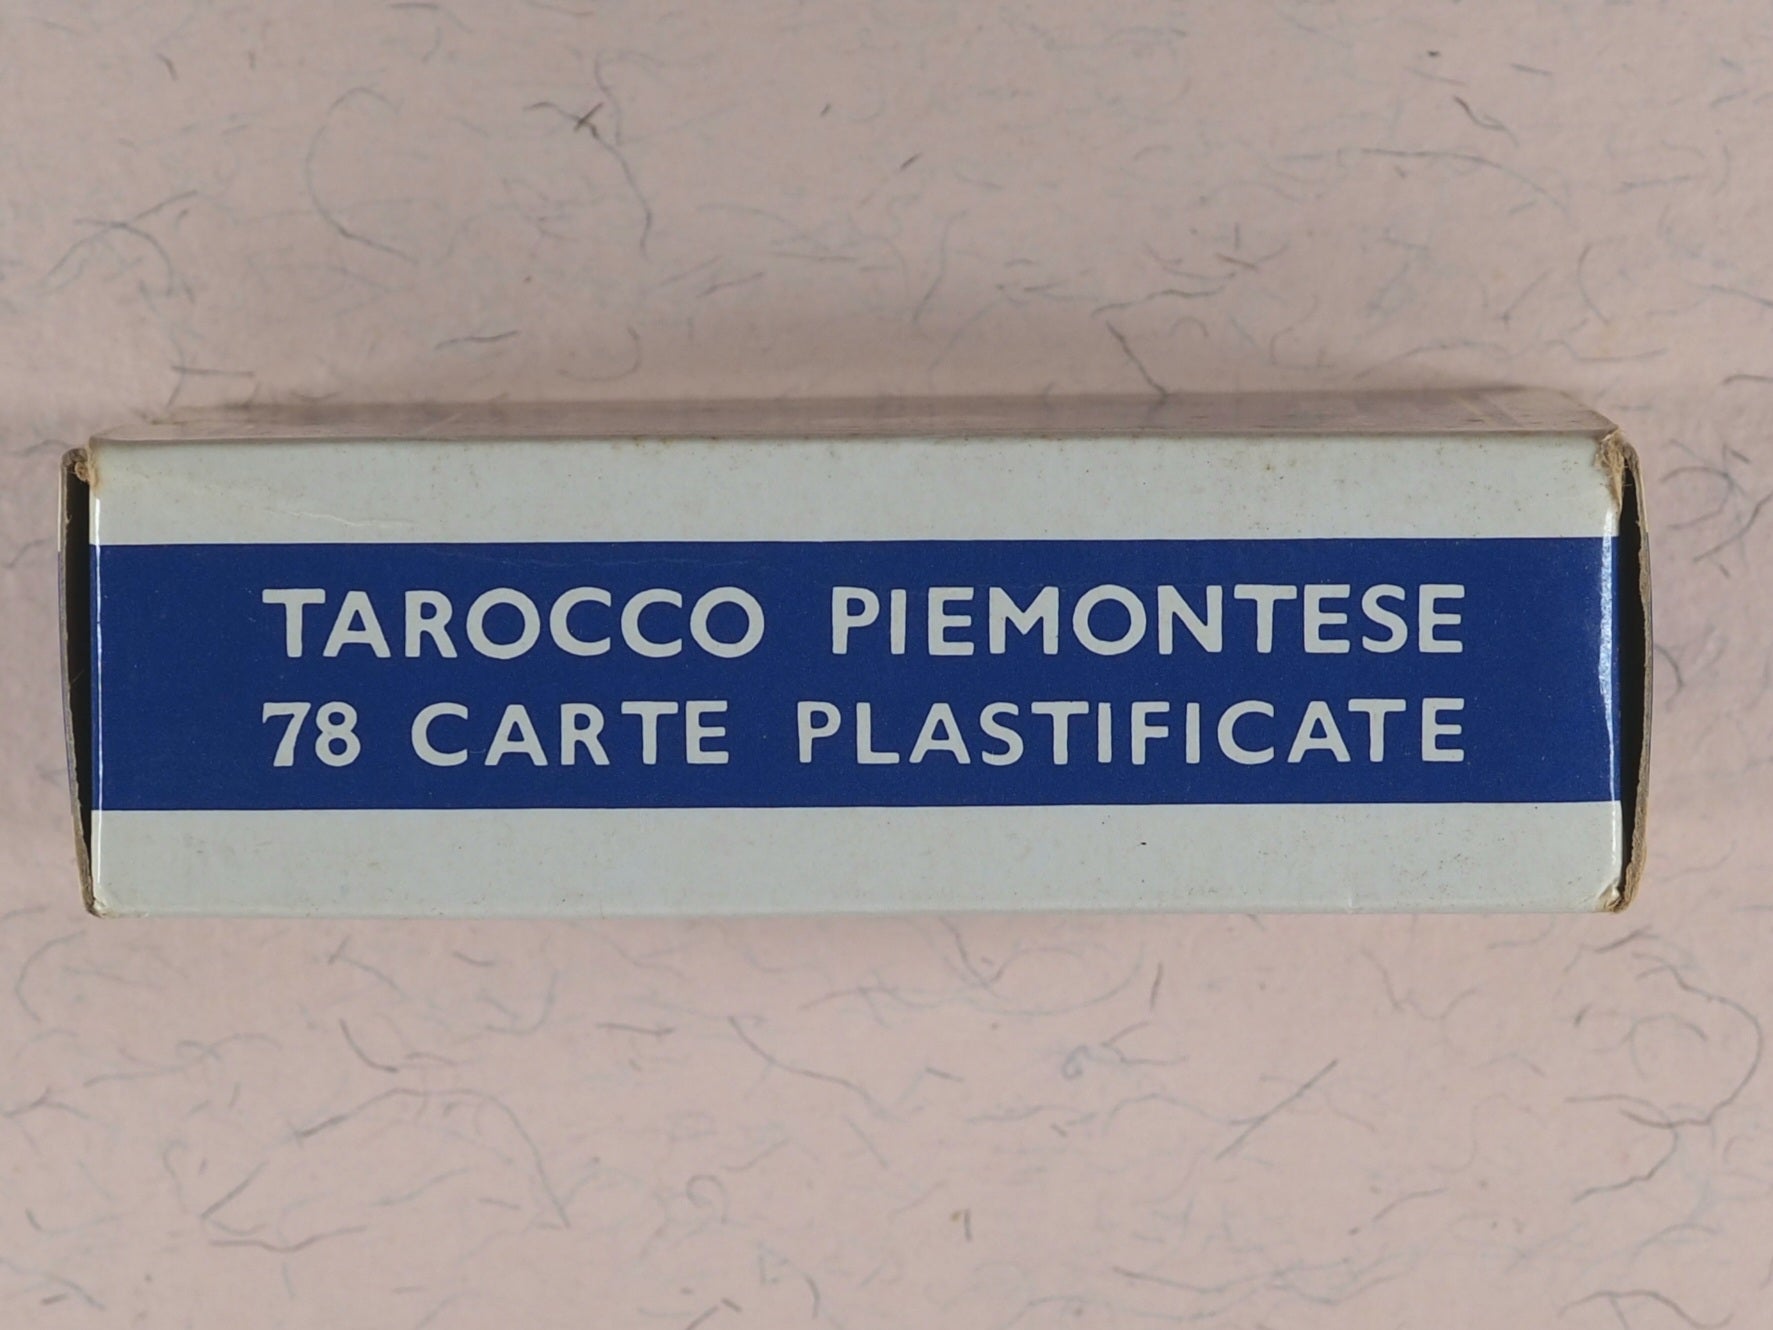 TAROCCO PIEMONTESE
78 CARTE PLASTIFICATE